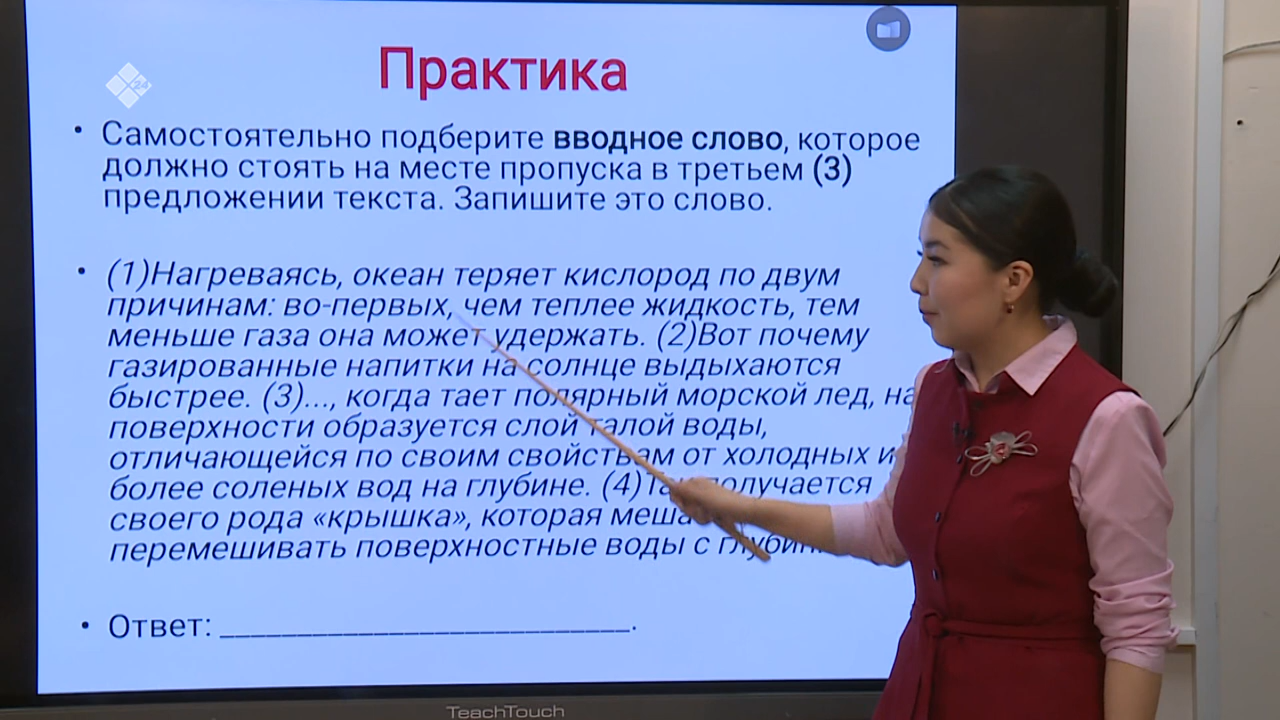 Практика
• Самостоятельно подберите вводное слово, которое
должно стоять на месте пропуска в третьем (3)
предложении текста. Запишите это слово.
• (1)Нагреваясь, океан теряет кислород по двум
причинам: во-первых, чем теплее жидкость, тем
меньше газа она может удержать. (2)Вот почему
газированные напитки на солнце выдыхаются
быстрее. (3)..., когда тает полярный морской лед, на
поверхности образуется слой талой воды,
отличающейся по своим свойствам от холодных и
более соленых вод на глубине. (4)Так получается
своего рода «крышка», которая
перемешивать поверхностные воды с
• Ответ: ____________________________.
TeachTouch
24